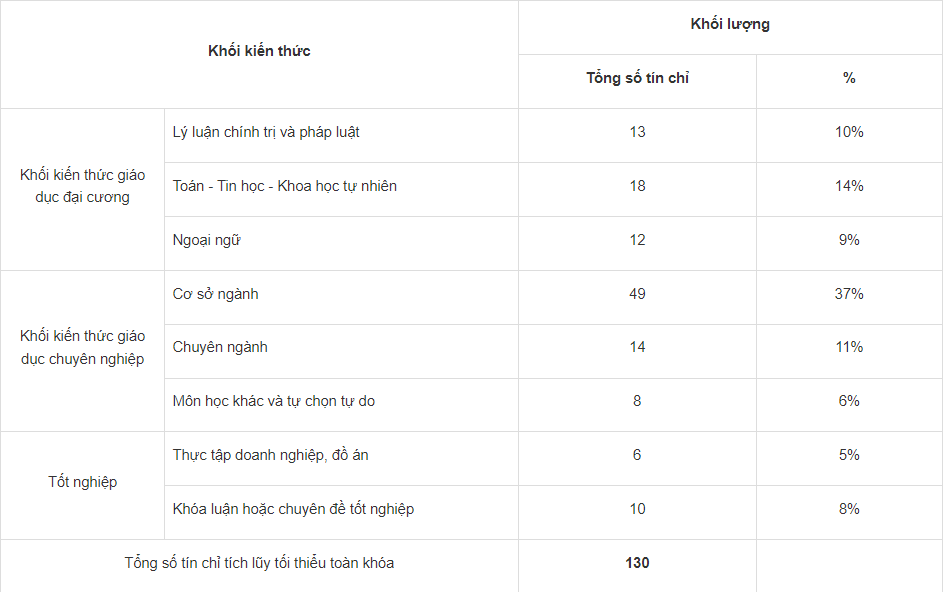 Khối kiến thức
Khối lượng
Tổng số tín chỉ
%
Khối kiến thức giáo
dục đại cương
Lý luận chính trị và pháp luật
13
10%
Toán - Tin học - Khoa học tự nhiên
18
14%
Ngoại ngữ
12
9%
Khối kiến thức giáo
dục chuyên nghiệp
Cơ sở ngành
49
37%
Chuyên ngành
14
11%
Môn học khác và tự chọn tự do
8
6%
Tốt nghiệp
Thực tập doanh nghiệp, đồ án
6
5%
Khóa luận hoặc chuyên đề tốt nghiệp
10
8%
Tổng số tín chỉ tích lũy tối thiểu toàn khóa
130